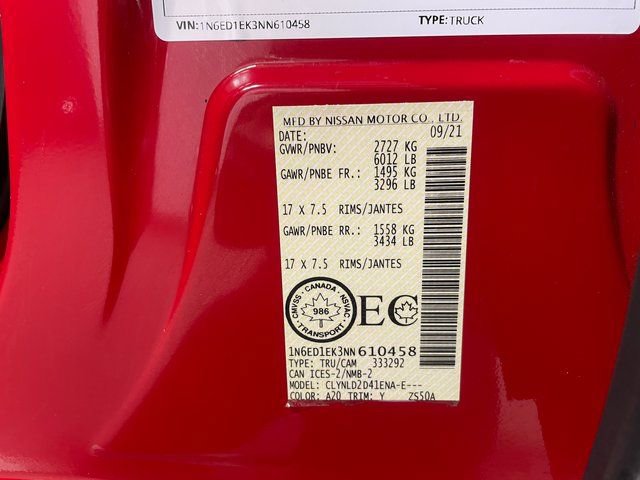 VIN: 1N6ED1EK3NN610458 TYPE: TRUCK
MFD BY NISSAN MOTOR CO., LTD.
DATE: 09/21
GVWR/PNBV: 2727 KG
6012 LB
GAWR/PNBE FR.: 1495 KG
3296 LB
17 X 7.5 RIMS/JANTES
GAWR/PNBE RR.: 1558 KG
3434 LB
17 X 7.5 RIMS/JANTES
CANADA
CMVSS · NSVAC
986
TRANSPORT
EC
1N6ED1EK3NN610458
TYPE: TRU/CAM 333292
CAN ICES-2/NMB-2
MODEL: CLYNLD2D41ENA-E---
COLOR: A20 TRIM: Y ZS50A